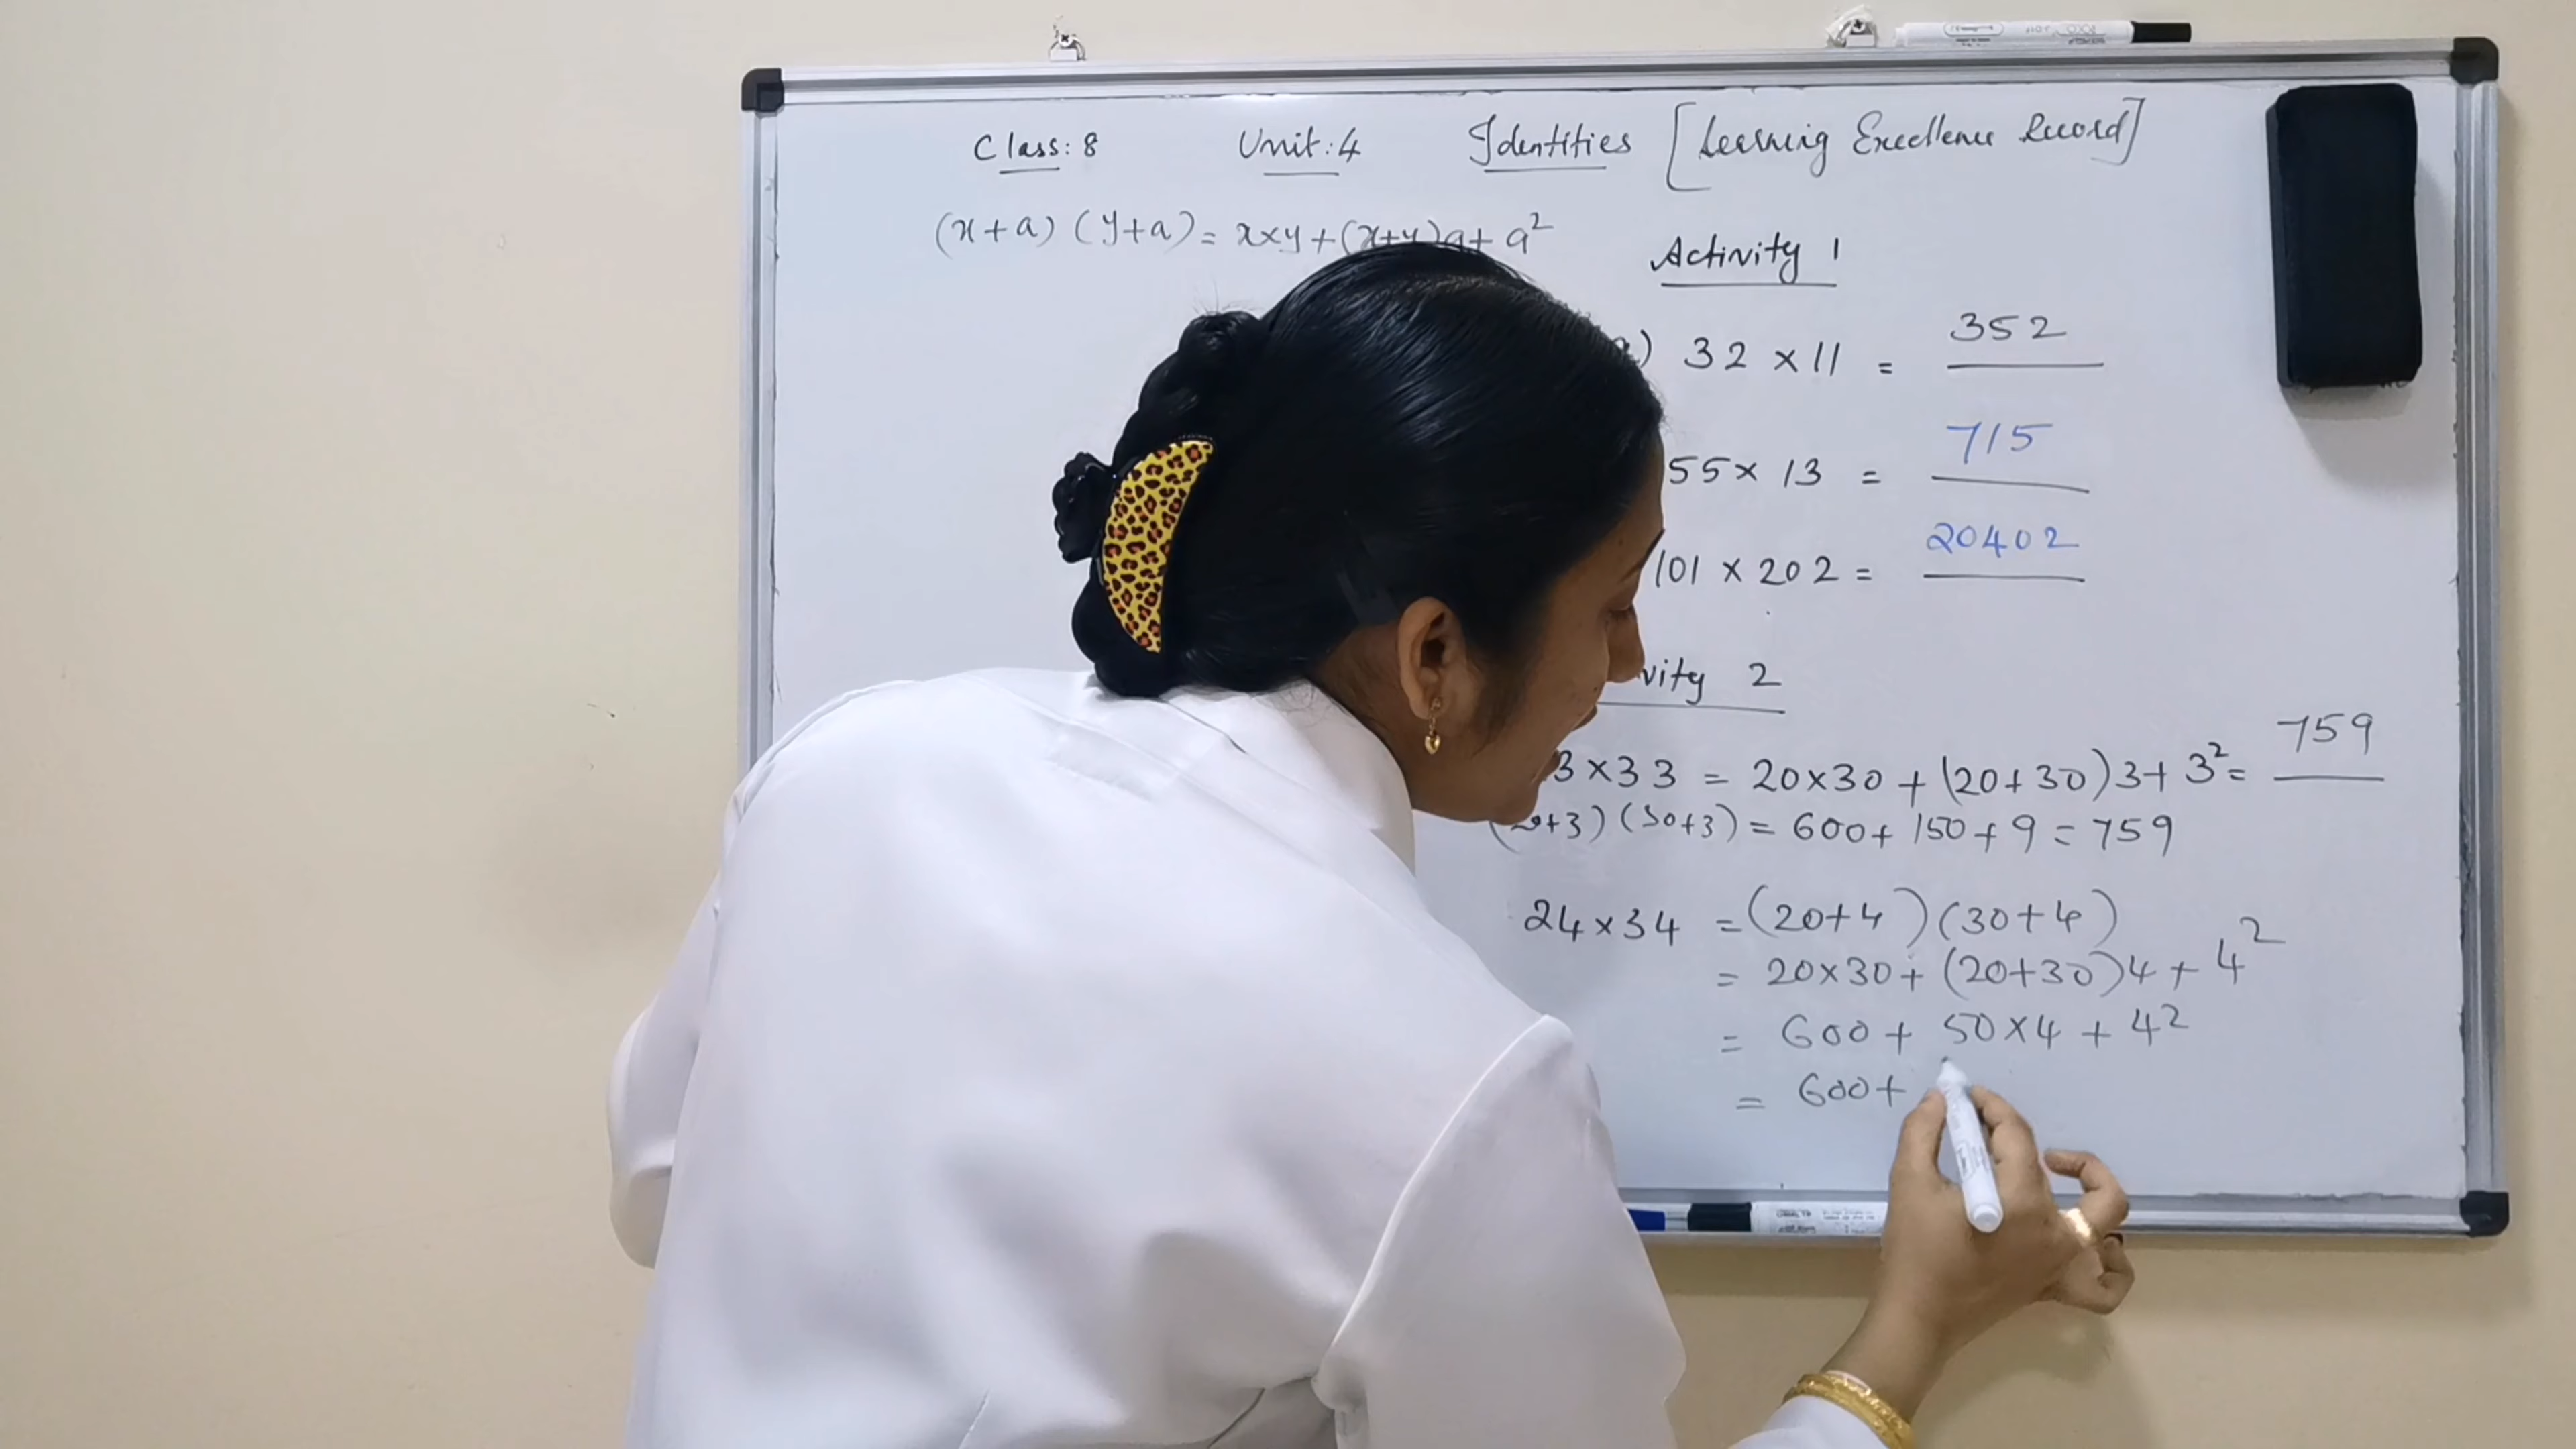 Class: 8 Unit: 4 Identities [Learning Excellence Record]
(x+a) (y+a) = x×y + (x+y)a + a²
Activity 1
a) 32 × 11 = 352
55 × 13 = 715
101 × 202 = 20402
vity 2
3 × 33 = 20×30 + (20+30)3 + 3² = 759
(20+3) (30+3) = 600 + 150 + 9 = 759
24 × 34 = (20+4) (30+4)
= 20×30 + (20+30)4 + 4²
= 600 + 50×4 + 4²
= 600 +